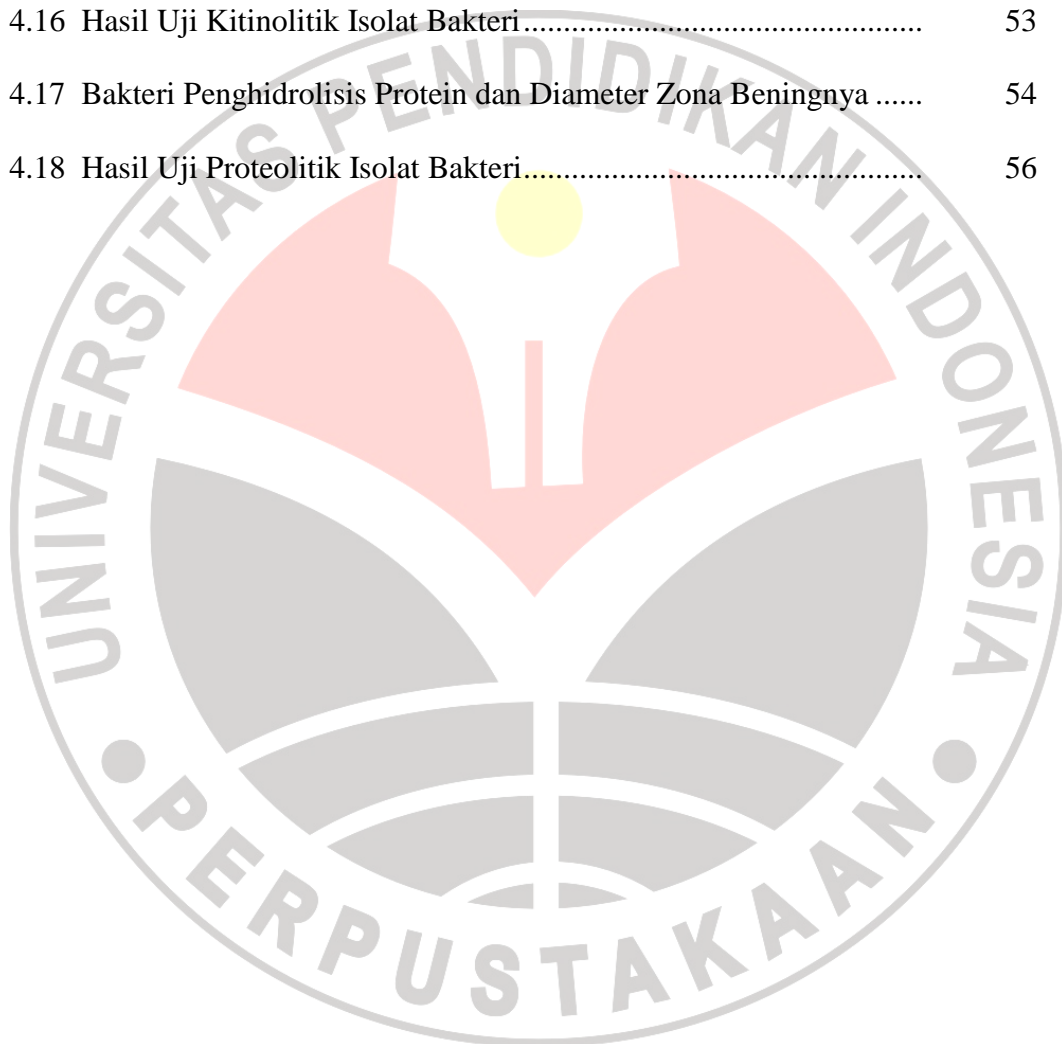 4.16 Hasil Uji Kitinolitik Isolat Bakteri.................................................. 53
4.17 Bakteri Penghidrolisis Protein dan Diameter Zona Beningnya ...... 54
4.18 Hasil Uji Proteolitik Isolat Bakteri.................................................. 56
UNIVERSITAS PENDIDIKAN INDONESIA
PERPUSTAKAAN